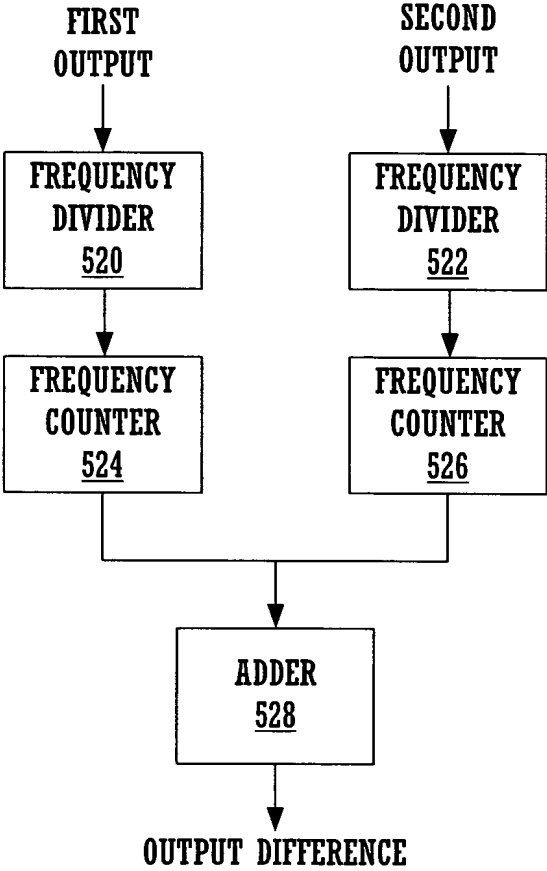 FIRST
OUTPUT
SECOND
OUTPUT
FREQUENCY
DIVIDER
520
FREQUENCY
DIVIDER
522
FREQUENCY
COUNTER
524
FREQUENCY
COUNTER
526
ADDER
528
OUTPUT DIFFERENCE